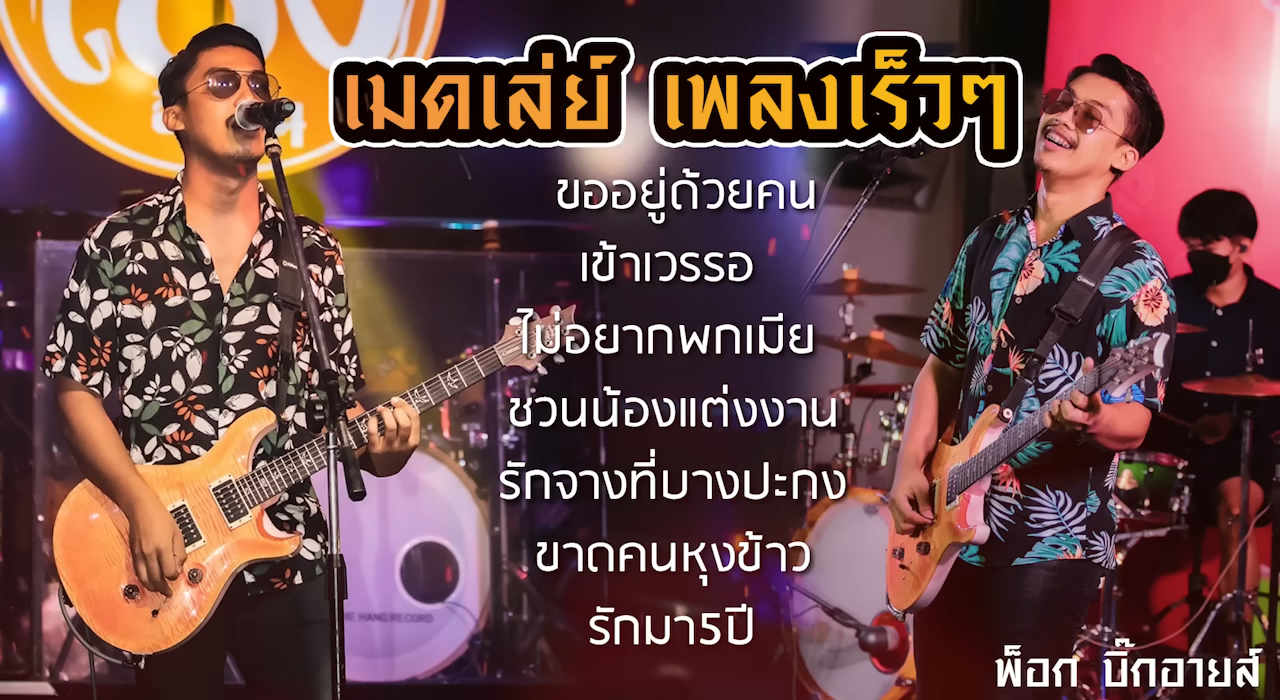 เมดเล่ย์ เพลงเร็วๆ
ขออยู่ด้วยคน
เข้าเวรรอ
ไม่อยากพกเมีย
ชวนน้องแต่งงาน
รักจางที่บางปะกง
ขาดคนหุงข้าว
รักมา5ปี
HANG RECORD
พ็อก บิ๊กอายส์